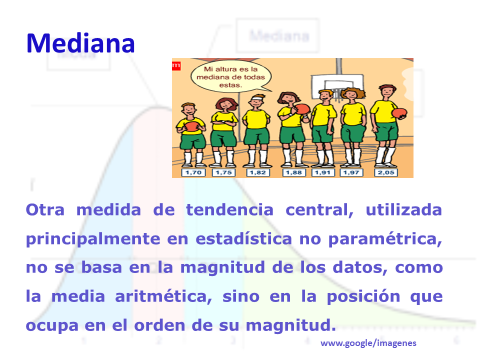 Mediana
Mediana
sm
Mi altura es la
mediana de todas
estas.
1,70 1,75 1,82 1,88 1,91 1,97 2,05
Otra medida de tendencia central, utilizada
principalmente en estadística no paramétrica,
no se basa en la magnitud de los datos, como
la media aritmética, sino en la posición que
ocupa en el orden de su magnitud.
www.google/imagenes